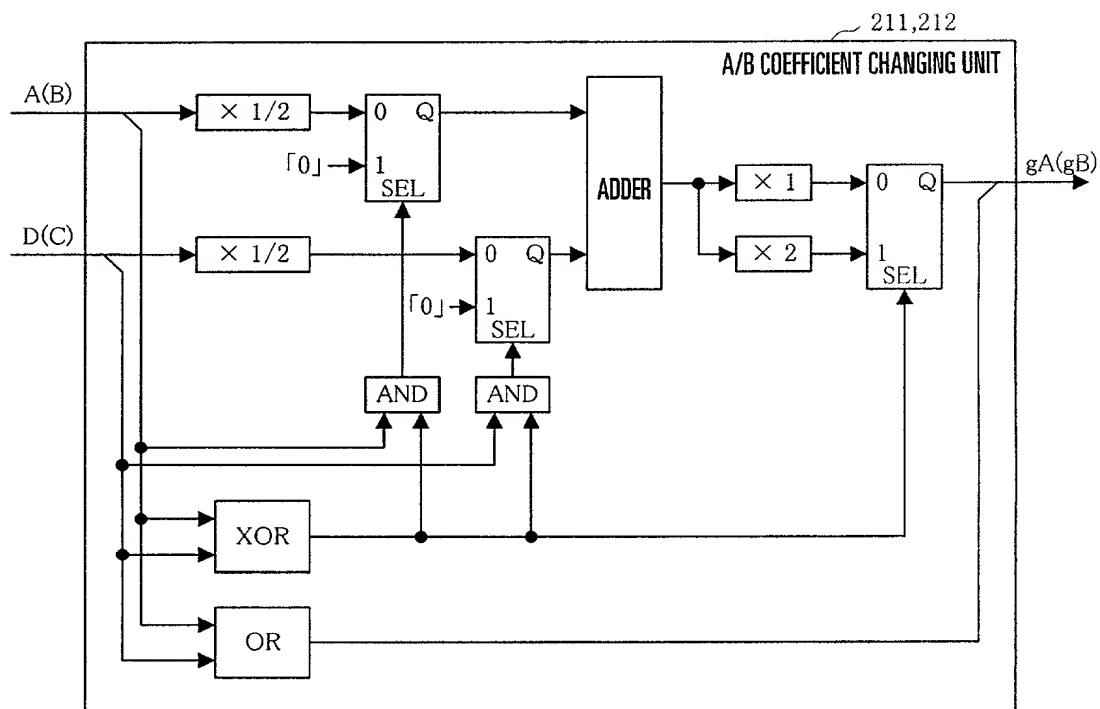 211,212
A/B COEFFICIENT CHANGING UNIT
A(B)
× 1/2
0 Q
「0」
1
SEL
ADDER
× 1
0 Q
gA(gB)
D(C)
× 1/2
0 Q
「0」
1
SEL
× 2
1
SEL
AND
AND
XOR
OR